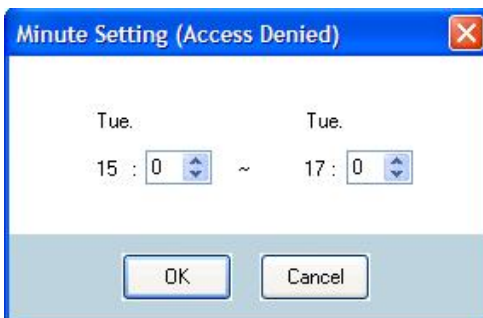 Minute Setting (Access Denied)
Tue. Tue.
15 : 0 ~ 17 : 0
OK Cancel